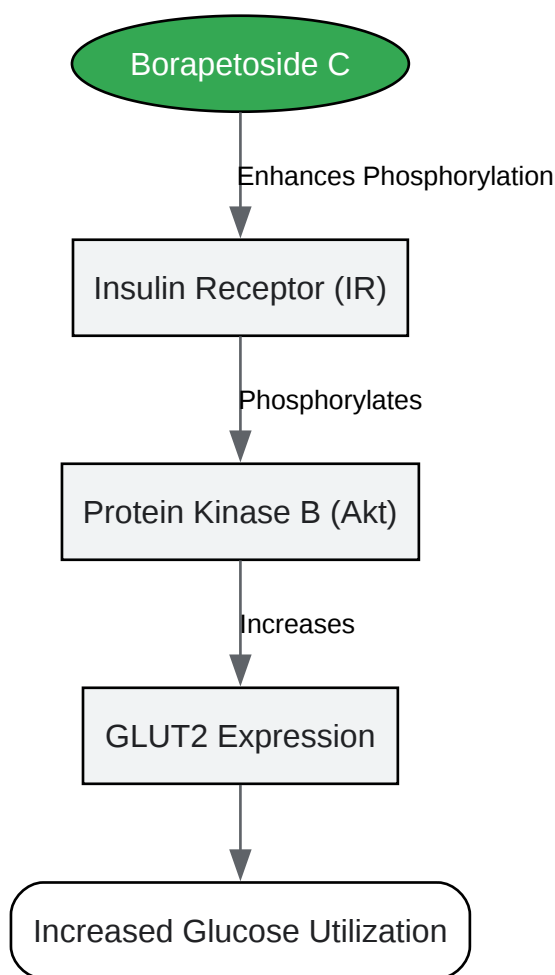 Borapetoside C
Enhances Phosphorylation
Insulin Receptor (IR)
Phosphorylates
Protein Kinase B (Akt)
Increases
GLUT2 Expression
Increased Glucose Utilization